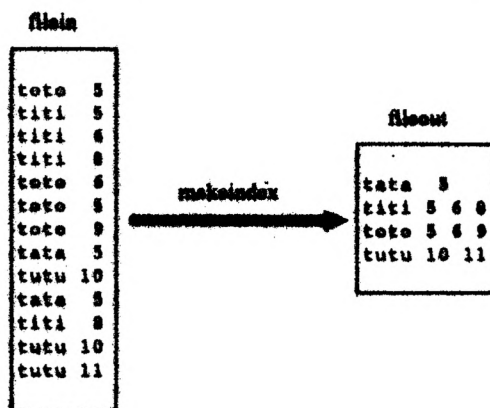 filein
toto 5
titi 5
titi 6
titi 8
toto 6
toto 5
toto 9
tata 5
tutu 10
tata 5
titi 8
tutu 10
tutu 11
makeindex
fileout
tata 5
titi 5 6 8
toto 5 6 9
tutu 10 11